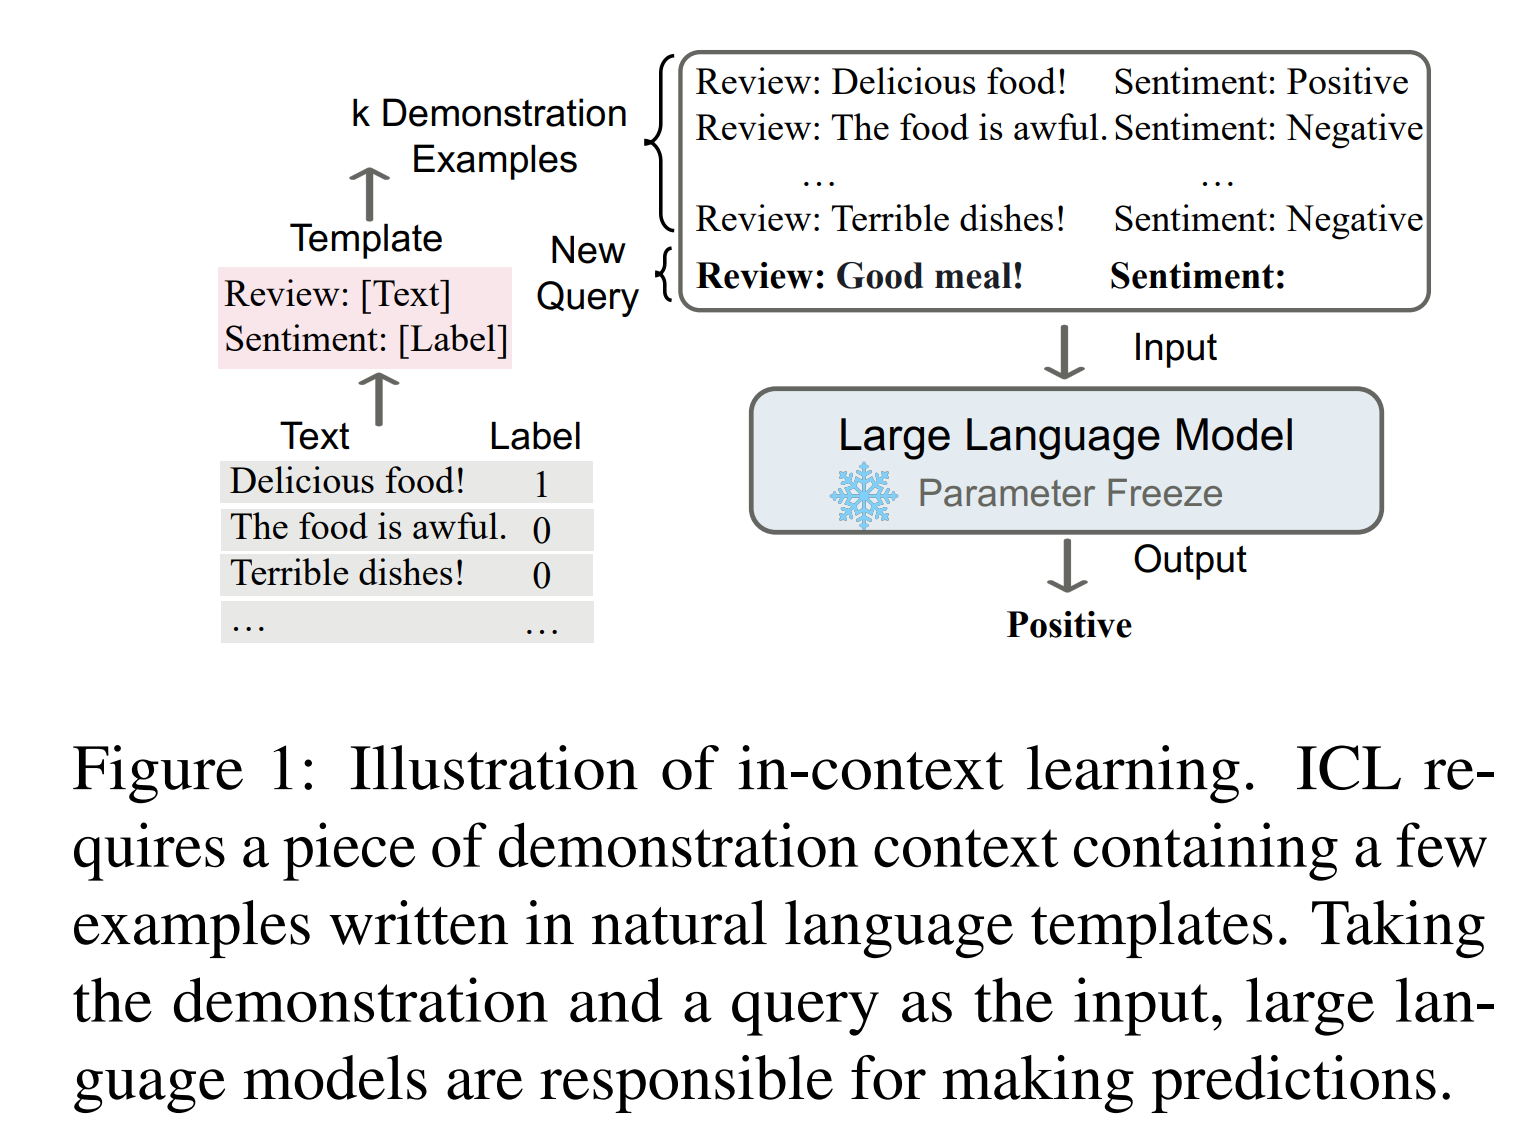 k Demonstration
Examples
Template
Review: [Text]
Sentiment: [Label]
Text Label
Delicious food! 1
The food is awful. 0
Terrible dishes! 0
… …
Review: Delicious food! Sentiment: Positive
Review: The food is awful. Sentiment: Negative
… …
Review: Terrible dishes! Sentiment: Negative
New
Query
Review: Good meal! Sentiment:
Input
Large Language Model
Parameter Freeze
Output
Positive
Figure 1: Illustration of in-context learning. ICL re-
quires a piece of demonstration context containing a few
examples written in natural language templates. Taking
the demonstration and a query as the input, large lan-
guage models are responsible for making predictions.